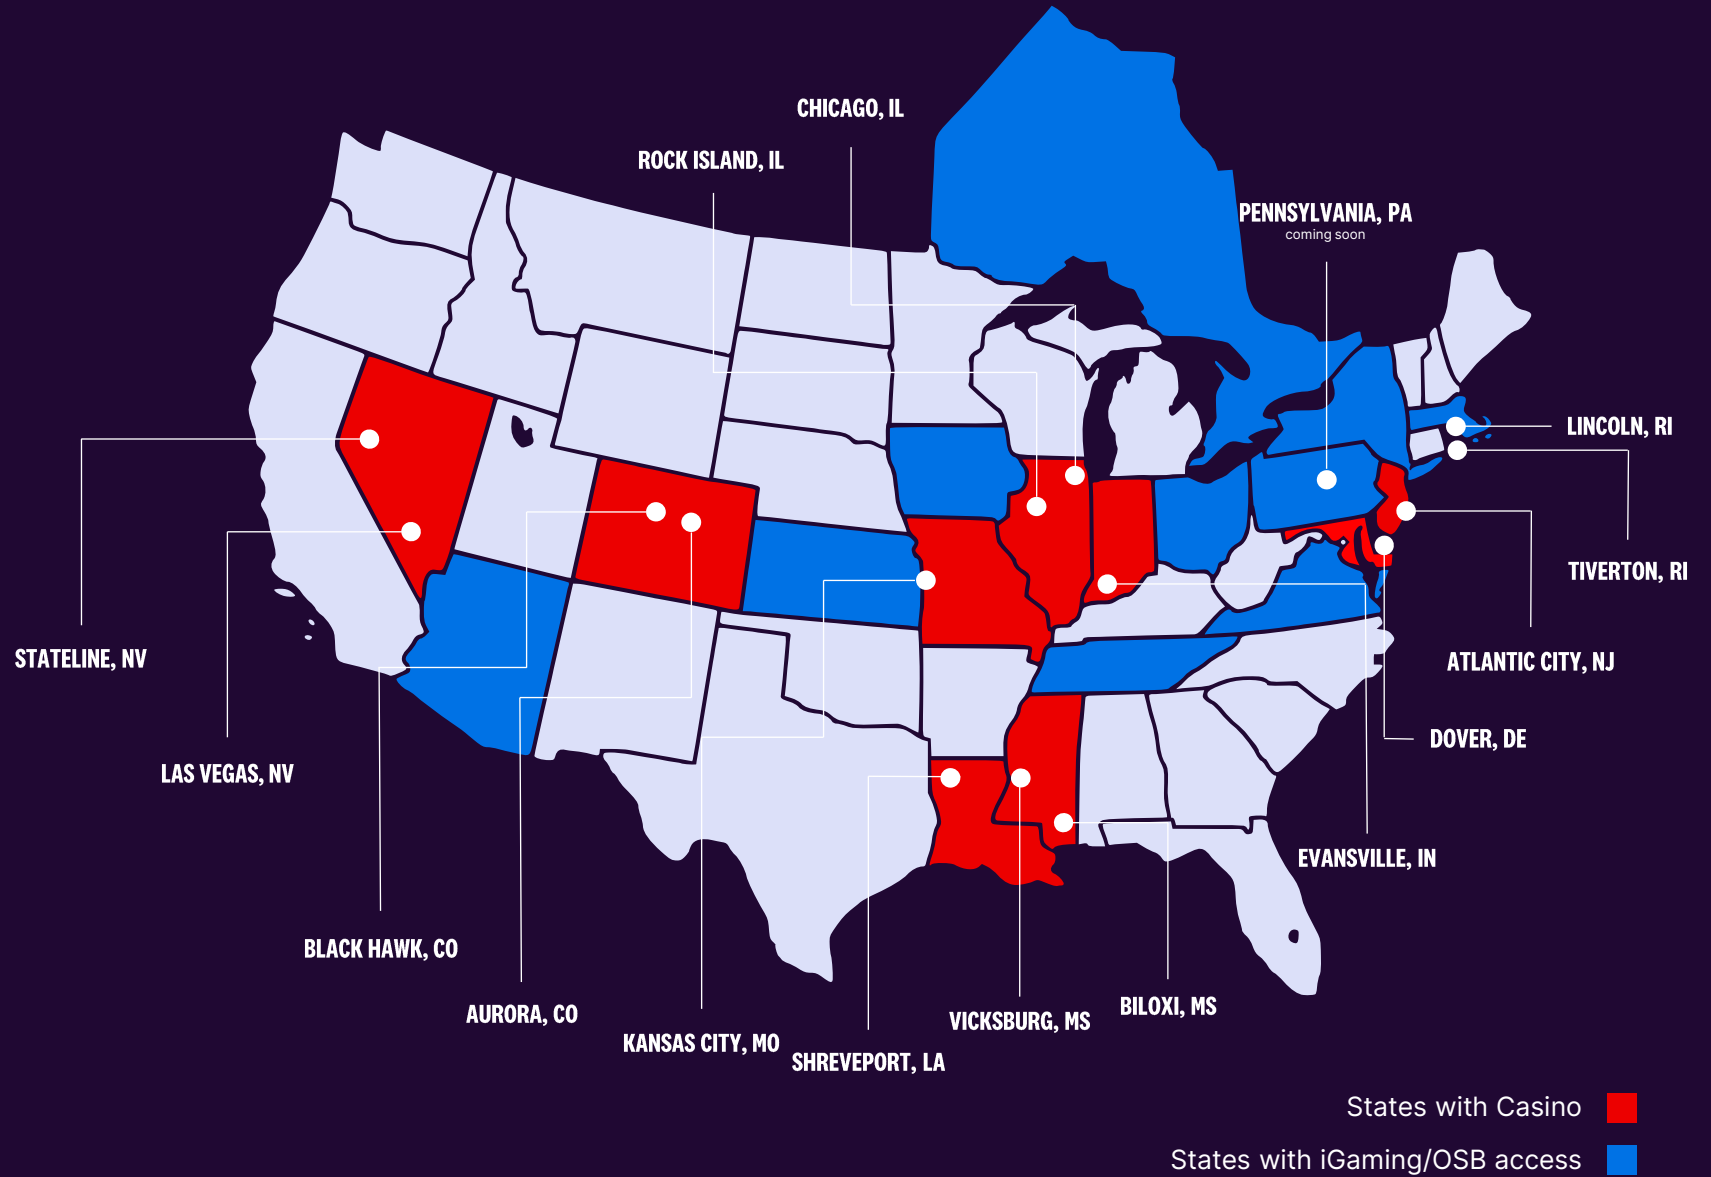 CHICAGO, IL
ROCK ISLAND, IL
PENNSYLVANIA, PA
coming soon
LINCOLN, RI
TIVERTON, RI
STATELINE, NV
ATLANTIC CITY, NJ
DOVER, DE
LAS VEGAS, NV
EVANSVILLE, IN
BLACK HAWK, CO
AURORA, CO
BILOXI, MS
VICKSBURG, MS
KANSAS CITY, MO
SHREVEPORT, LA
States with Casino
States with iGaming/OSB access